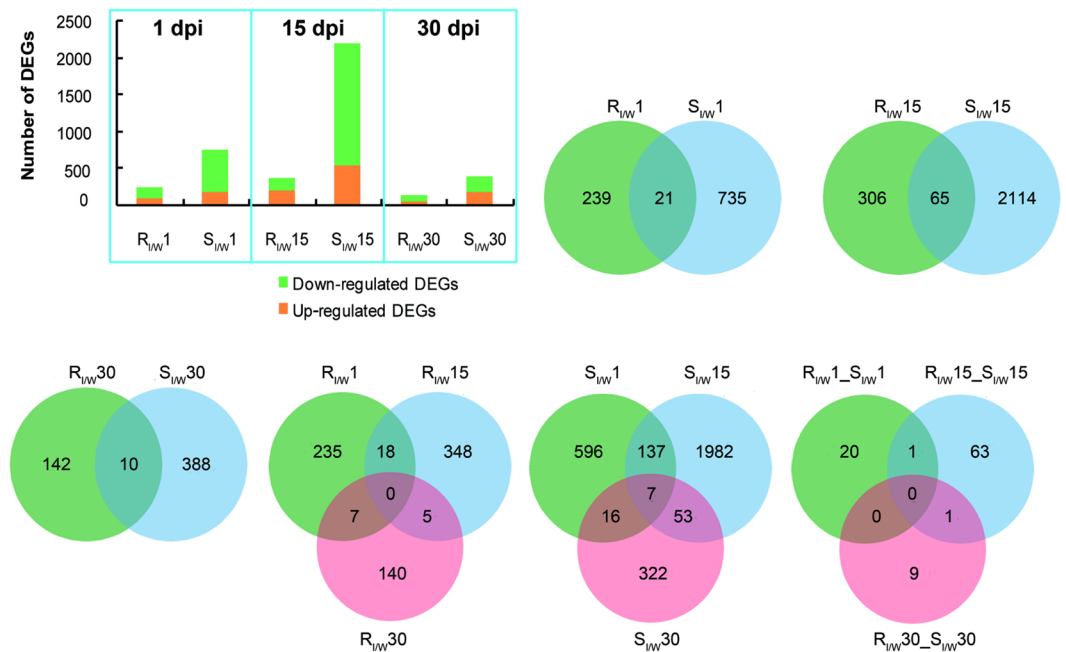 Number of DEGs
2500
2000
1500
1000
500
0
1 dpi
15 dpi
30 dpi
RI/W1
SI/W1
RI/W15
SI/W15
RI/W30
SI/W30
Down-regulated DEGs
Up-regulated DEGs
RI/W1
SI/W1
239
21
735
RI/W15
SI/W15
306
65
2114
RI/W30
SI/W30
142
10
388
RI/W1
RI/W15
235
18
348
0
7
5
140
RI/W30
SI/W1
SI/W15
596
137
1982
7
16
53
322
SI/W30
RI/W1_SI/W1
RI/W15_SI/W15
20
1
63
0
0
1
9
RI/W30_SI/W30